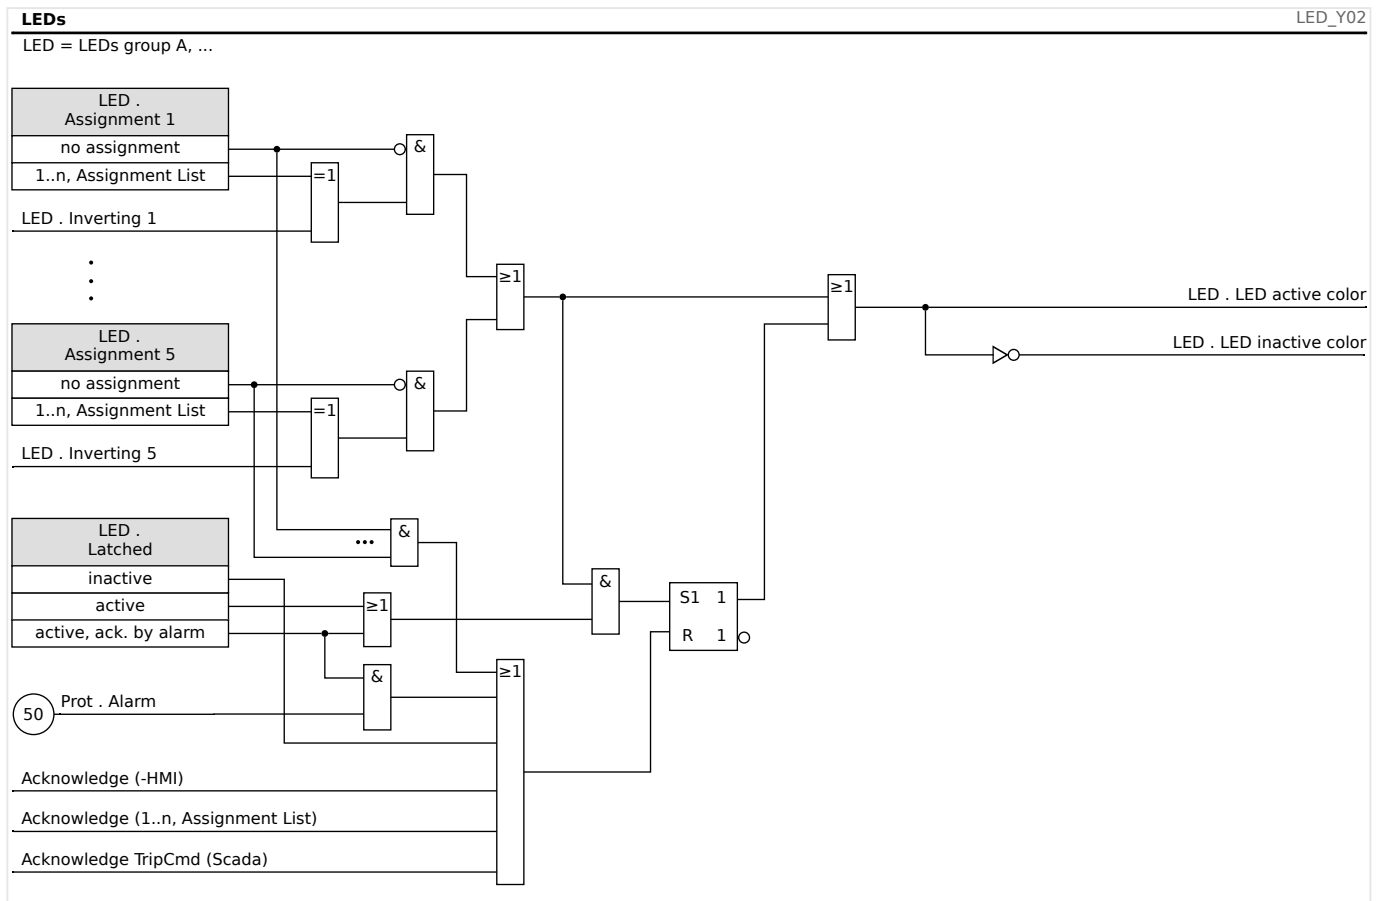 LEDs
LED_Y02
LED = LEDs group A, ...
LED .
Assignment 1
no assignment
&
1..n, Assignment List
=1
LED . Inverting 1
≥1
≥1
LED . LED active color
LED .
Assignment 5
LED . LED inactive color
no assignment
&
1..n, Assignment List
=1
LED . Inverting 5
LED .
Latched
&
...
inactive
&
active
≥1
S1 1
active, ack. by alarm
R 1
&
≥1
50
Prot . Alarm
Acknowledge (-HMI)
Acknowledge (1..n, Assignment List)
Acknowledge TripCmd (Scada)